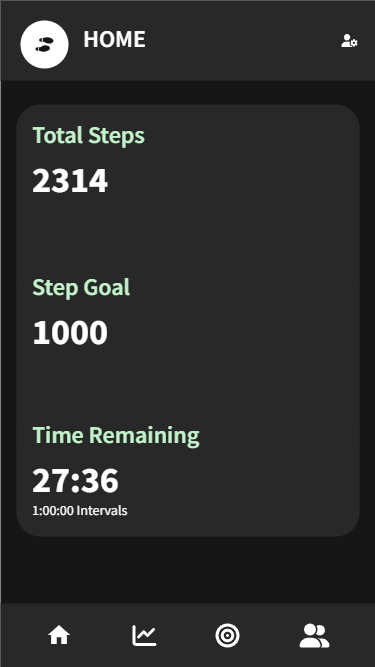 HOME
Total Steps
2314
Step Goal
1000
Time Remaining
27:36
1:00:00 Intervals